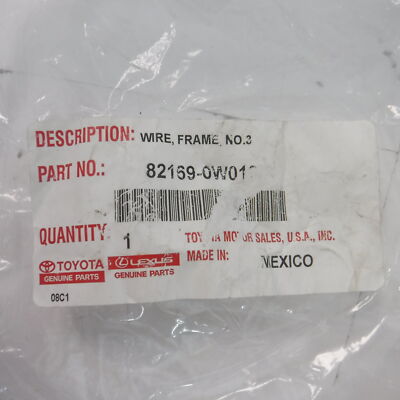 DESCRIPTION: WIRE, FRAME, NO.3
PART NO.: 82169-0W01
QUANTITY 1 TOYOTA MOTOR SALES, U.S.A., INC.
TOYOTA LEXUS MADE IN: MEXICO
GENUINE PARTS GENUINE PARTS
08C1